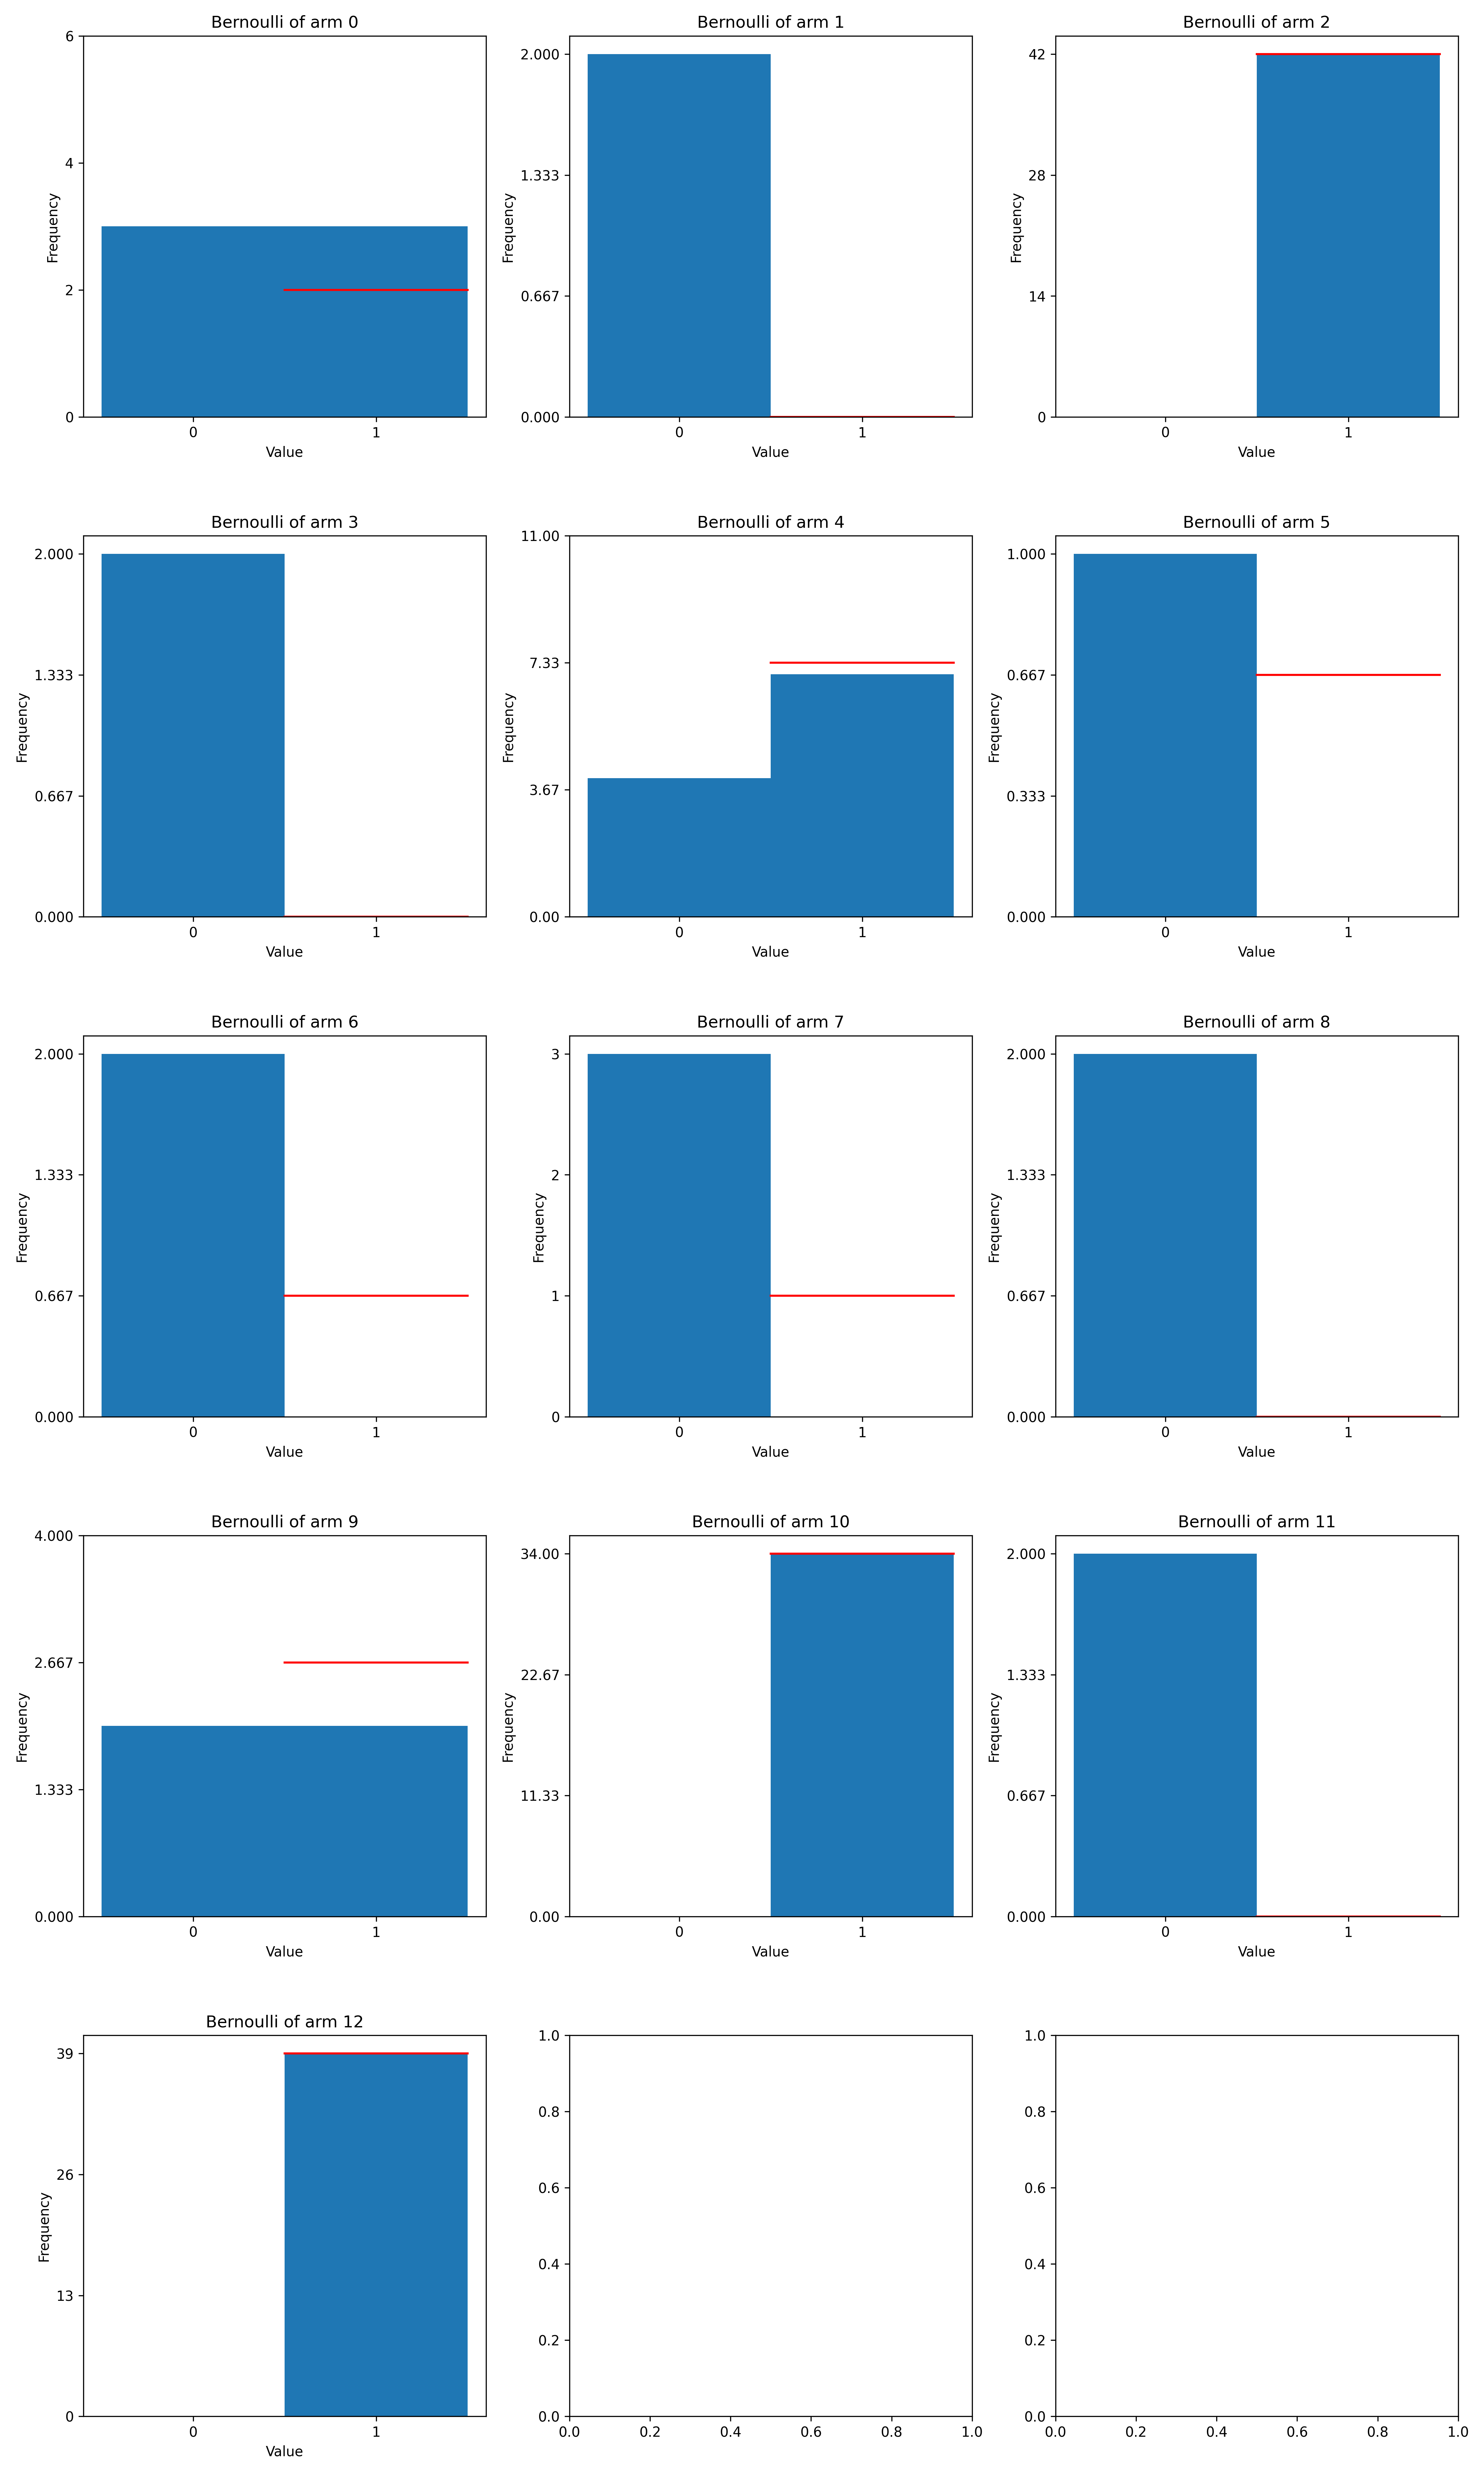 Bernoulli of arm 0
6
4
2
0
Frequency
0 1
Value
Bernoulli of arm 1
2.000
1.333
0.667
0.000
Frequency
0 1
Value
Bernoulli of arm 2
42
28
14
0
Frequency
0 1
Value
Bernoulli of arm 3
2.000
1.333
0.667
0.000
Frequency
0 1
Value
Bernoulli of arm 4
11.00
7.33
3.67
0.00
Frequency
0 1
Value
Bernoulli of arm 5
1.000
0.667
0.333
0.000
Frequency
0 1
Value
Bernoulli of arm 6
2.000
1.333
0.667
0.000
Frequency
0 1
Value
Bernoulli of arm 7
3
2
1
0
Frequency
0 1
Value
Bernoulli of arm 8
2.000
1.333
0.667
0.000
Frequency
0 1
Value
Bernoulli of arm 9
4.000
2.667
1.333
0.000
Frequency
0 1
Value
Bernoulli of arm 10
34.00
22.67
11.33
0.00
Frequency
0 1
Value
Bernoulli of arm 11
2.000
1.333
0.667
0.000
Frequency
0 1
Value
Bernoulli of arm 12
39
26
13
0
Frequency
0 1
Value
1.0
0.8
0.6
0.4
0.2
0.0
0.0 0.2 0.4 0.6 0.8 1.0
1.0
0.8
0.6
0.4
0.2
0.0
0.0 0.2 0.4 0.6 0.8 1.0